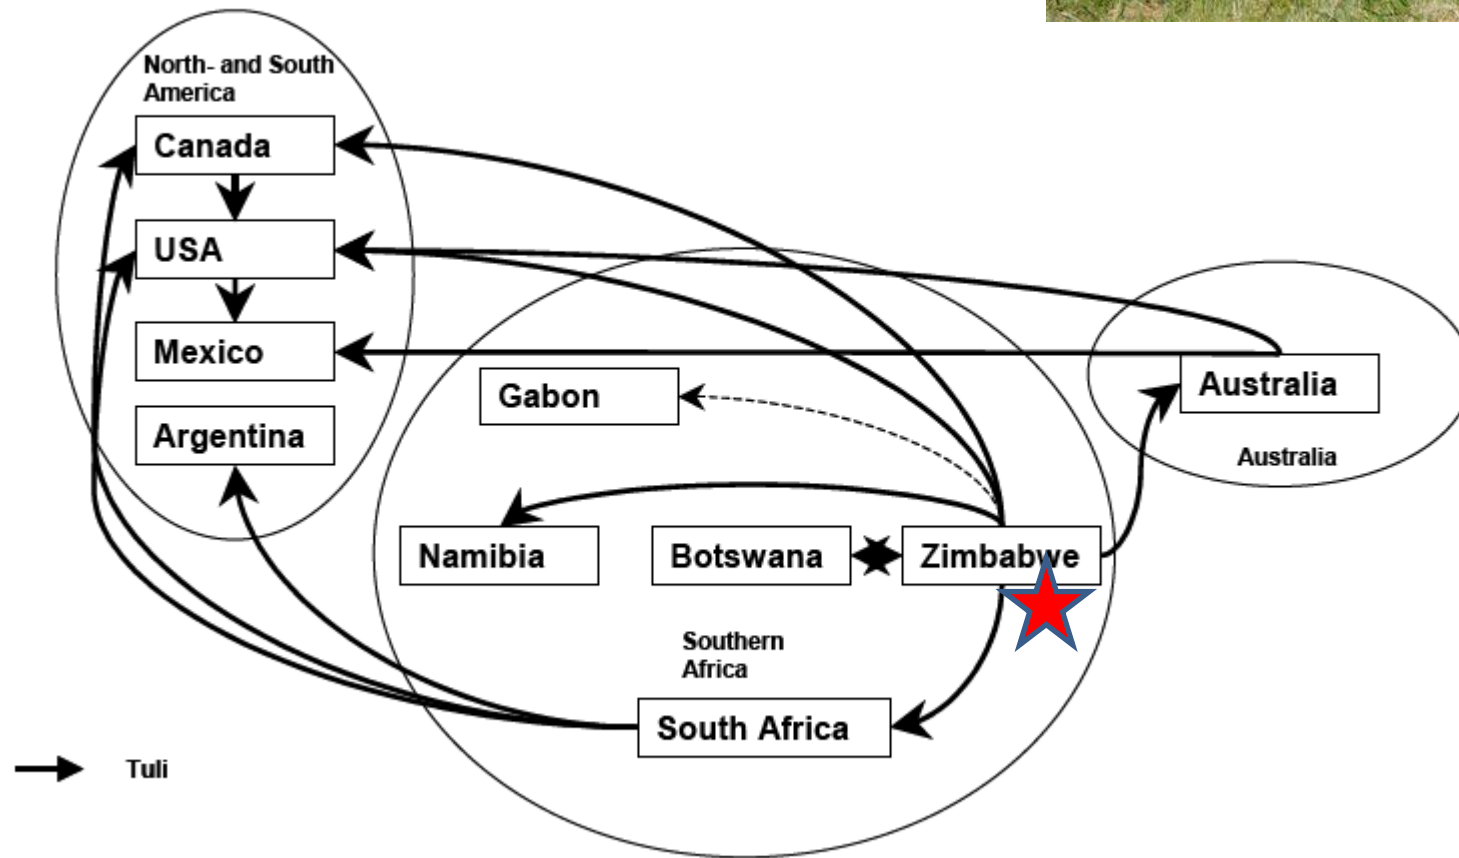 North- and South
America
Canada
USA
Mexico
Argentina
Gabon
Australia
Australia
Namibia
Botswana
Zimbabwe
Southern
Africa
South Africa
Tuli